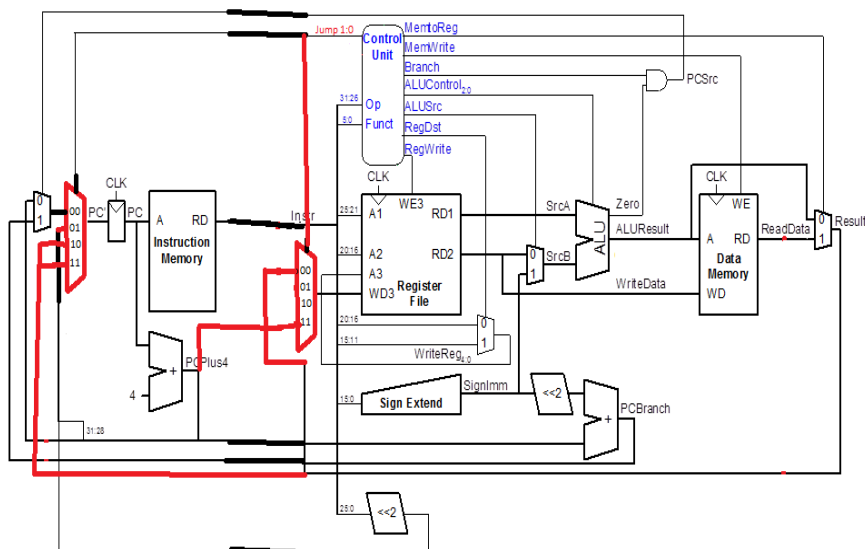 Jump 1:0
Control
Unit
MemtoReg
MemWrite
Branch
ALUControl2:0
ALUSrc
RegDst
RegWrite
PCSrc
31:26
Op
5:0
Funct
CLK
CLK
CLK
0
1
00
01
10
11
PC'
PC
A
RD
Instruction
Memory
Instr
25:21
A1
WE3
RD1
20:16
A2
RD2
A3
WD3
Register
File
00
01
10
11
SrcA
Zero
ALU
ALUResult
0
1
SrcB
WriteData
WE
A
RD
Data
Memory
WD
ReadData
0
1
Result
20:16
0
15:11
1
WriteReg4:0
PCPlus4
+
4
SignImm
15:0
Sign Extend
<<2
PCBranch
+
31:28
25:0
<<2